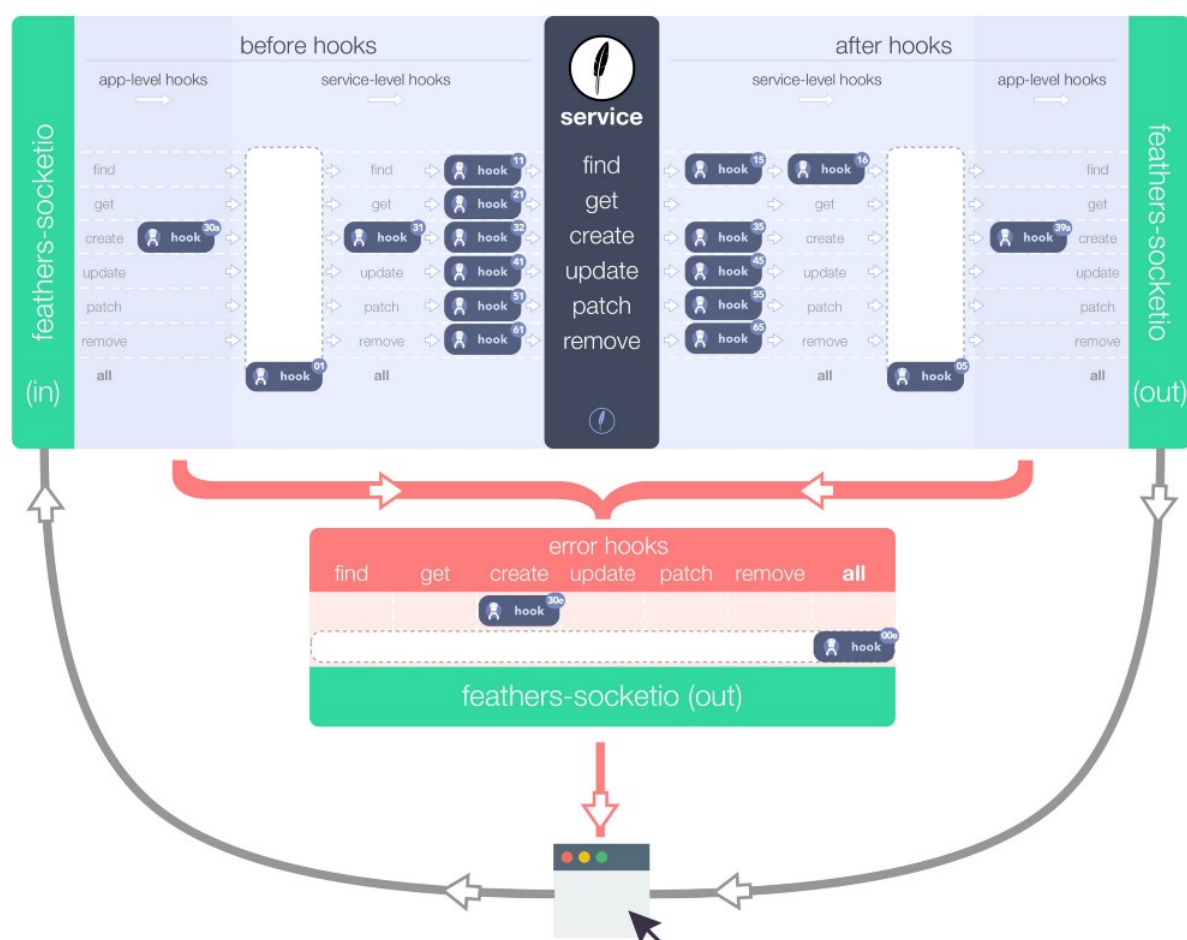 before hooks
after hooks
app-level hooks
service-level hooks
service-level hooks
app-level hooks
feathers-socketio
(in)
service
feathers-socketio
(out)
find
find
hook 11
find
hook 15
hook 16
find
get
get
hook 21
get
get
get
create
hook 30a
hook 31
hook 32
create
hook 35
create
hook 39a
create
update
update
hook 41
update
hook 45
update
update
patch
patch
hook 51
patch
hook 55
patch
patch
remove
remove
hook 61
remove
hook 65
remove
remove
all
hook 01
all
all
hook 05
all
error hooks
find get create update patch remove all
hook 30e
hook 00e
feathers-socketio (out)